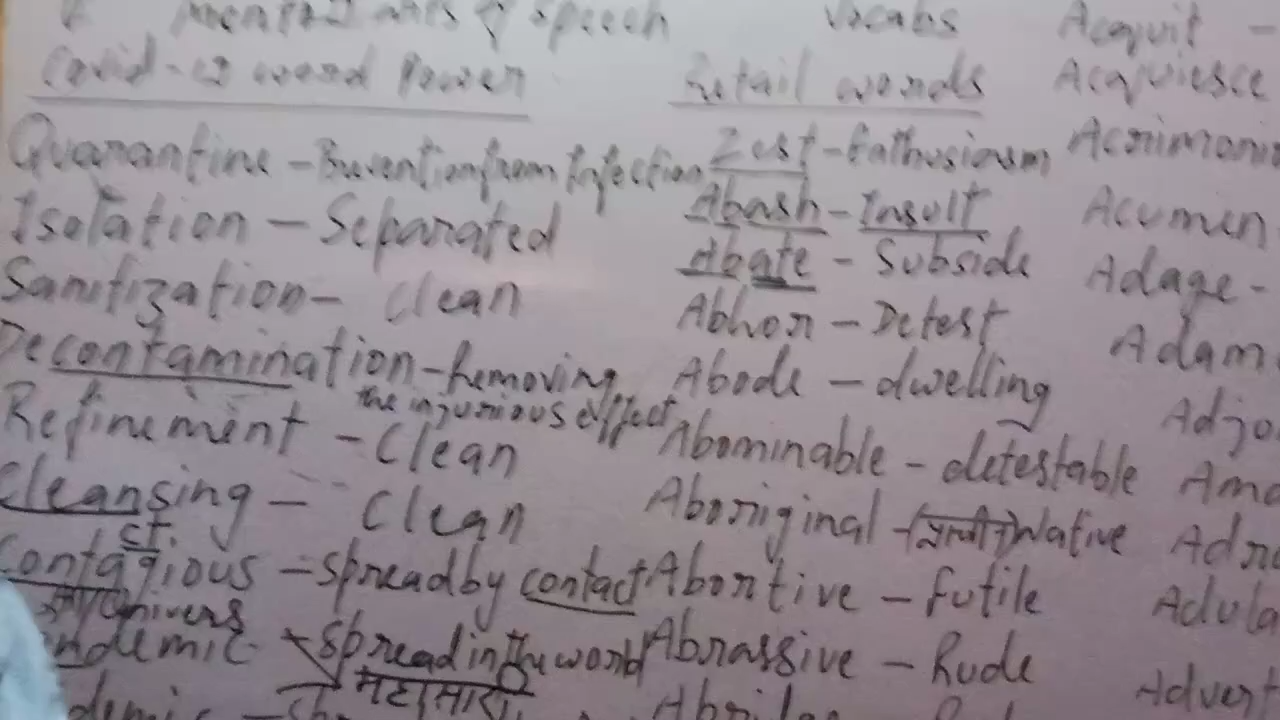 speech
vocabs
Acquit -
Covid-19 word Power
Retail words
Acquiesce
Quarantine - Prevention from Infection
Zest - Enthusiasm
Isolation - Separated
Abash - Insult
Acumen
Sanitization - Clean
Abate - Subside
Adage -
Decontamination - Removing
the injurious effect
Abhor - Detest
Refinement - Clean
Abode - dwelling
Cleansing - Clean
Abominable - detestable
Contagious - spread by contact
Aboriginal - Native
Abortive - Futile
spread in the world
Abrassive - Rude
महामारी